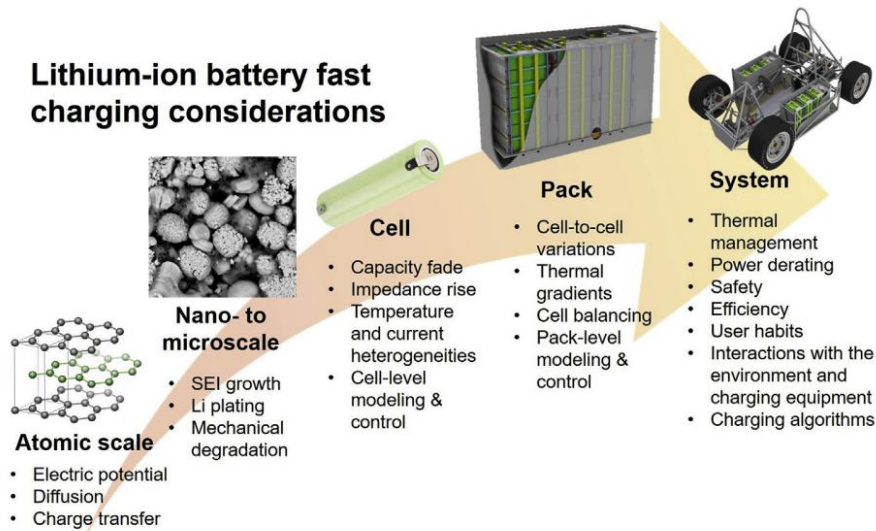 Lithium-ion battery fast
charging considerations
Atomic scale
• Electric potential
• Diffusion
• Charge transfer
Nano- to
microscale
• SEI growth
• Li plating
• Mechanical
degradation
Cell
• Capacity fade
• Impedance rise
• Temperature
and current
heterogeneities
• Cell-level
modeling &
control
Pack
• Cell-to-cell
variations
• Thermal
gradients
• Cell balancing
• Pack-level
modeling &
control
System
• Thermal
management
• Power derating
• Safety
• Efficiency
• User habits
• Interactions with the
environment and
charging equipment
• Charging algorithms